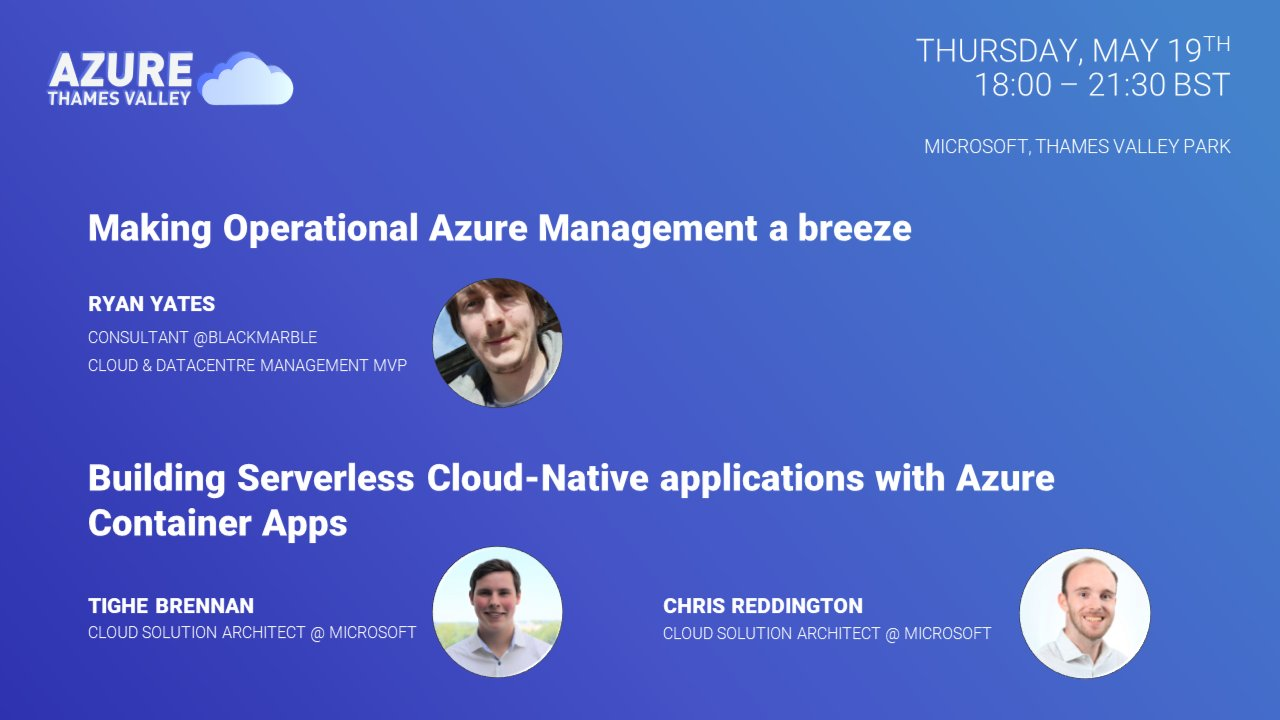 AZURE
THAMES VALLEY
THURSDAY, MAY 19TH
18:00 – 21:30 BST
MICROSOFT, THAMES VALLEY PARK
Making Operational Azure Management a breeze
RYAN YATES
CONSULTANT @BLACKMARBLE
CLOUD & DATACENTRE MANAGEMENT MVP
Building Serverless Cloud-Native applications with Azure
Container Apps
TIGHE BRENNAN
CLOUD SOLUTION ARCHITECT @ MICROSOFT
CHRIS REDDINGTON
CLOUD SOLUTION ARCHITECT @ MICROSOFT